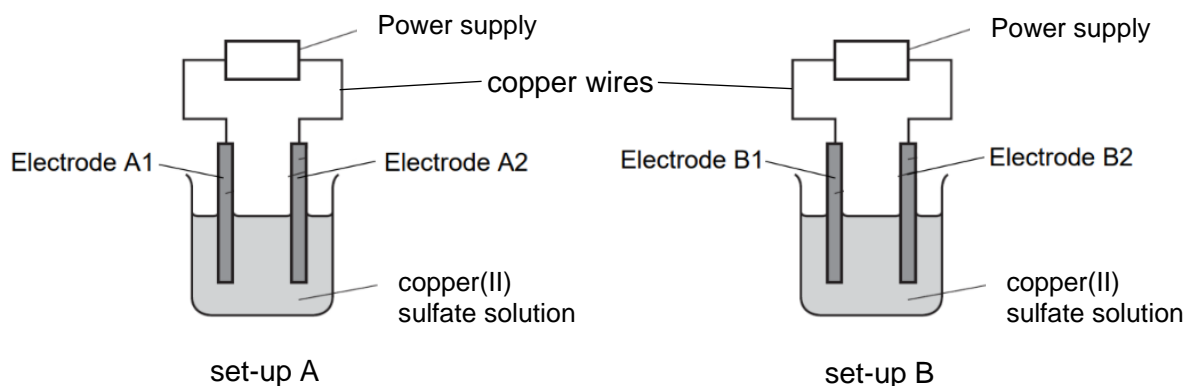 Power supply
Power supply
copper wires
Electrode A1
Electrode A2
Electrode B1
Electrode B2
copper(II)
sulfate solution
copper(II)
sulfate solution
set-up A
set-up B